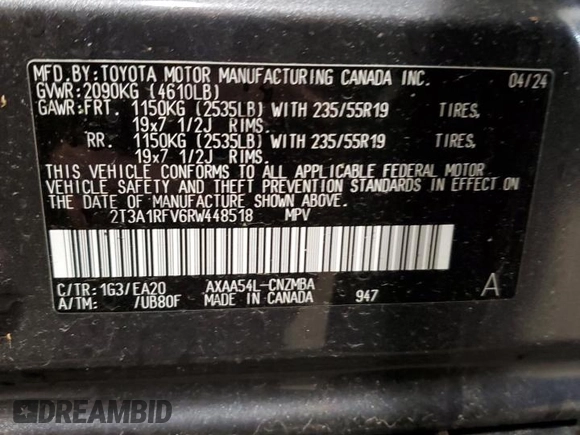 MFD.BY:TOYOTA MOTOR MANUFACTURING CANADA INC. 04/24
GVWR:2090KG (4610LB)
GAWR:FRT. 1150KG (2535LB) WITH 235/55R19 TIRES,
19x7 1/2J RIMS.
RR. 1150KG (2535LB) WITH 235/55R19 TIRES,
19x7 1/2J RIMS.
THIS VEHICLE CONFORMS TO ALL APPLICABLE FEDERAL MOTOR
VEHICLE SAFETY AND THEFT PREVENTION STANDARDS IN EFFECT ON
THE DATE OF MANUFACTURE SHOWN ABOVE.
2T3A1RFV6RW448518 MPV
C/TR:1G3/EA20 AXAA54L-CNZMBA
A/TM: /UB80F MADE IN CANADA 947 A
DREAMBID